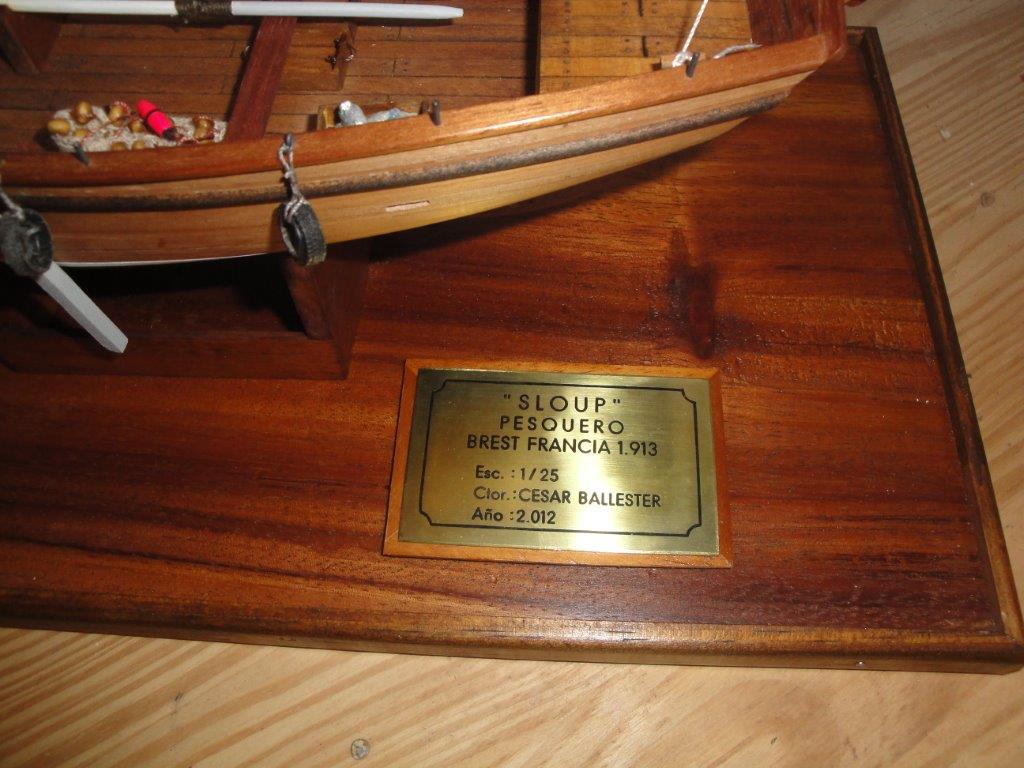 "SLOUP"
PESQUERO
BREST FRANCIA 1.913
Esc. : 1/25
Ctor.: CESAR BALLESTER
Año : 2.012